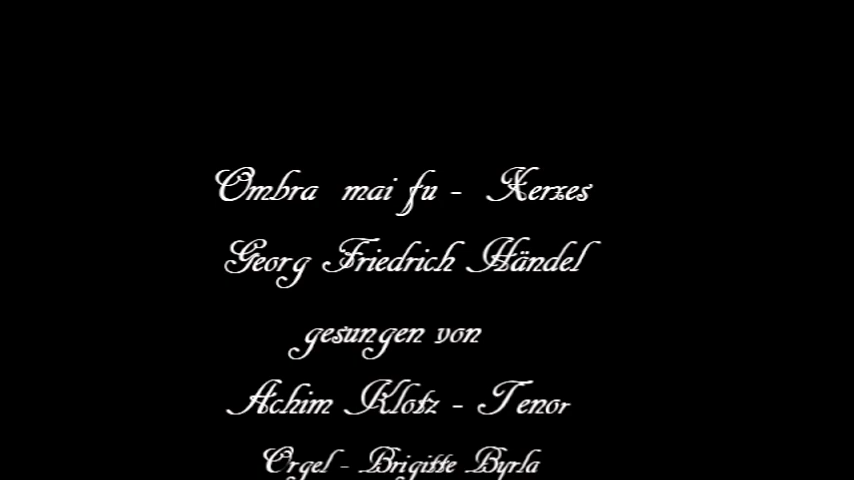 Ombra mai fu - Xerxes
Georg Friedrich Händel
gesungen von
Achim Klotz - Tenor
Orgel - Brigitte Byrla